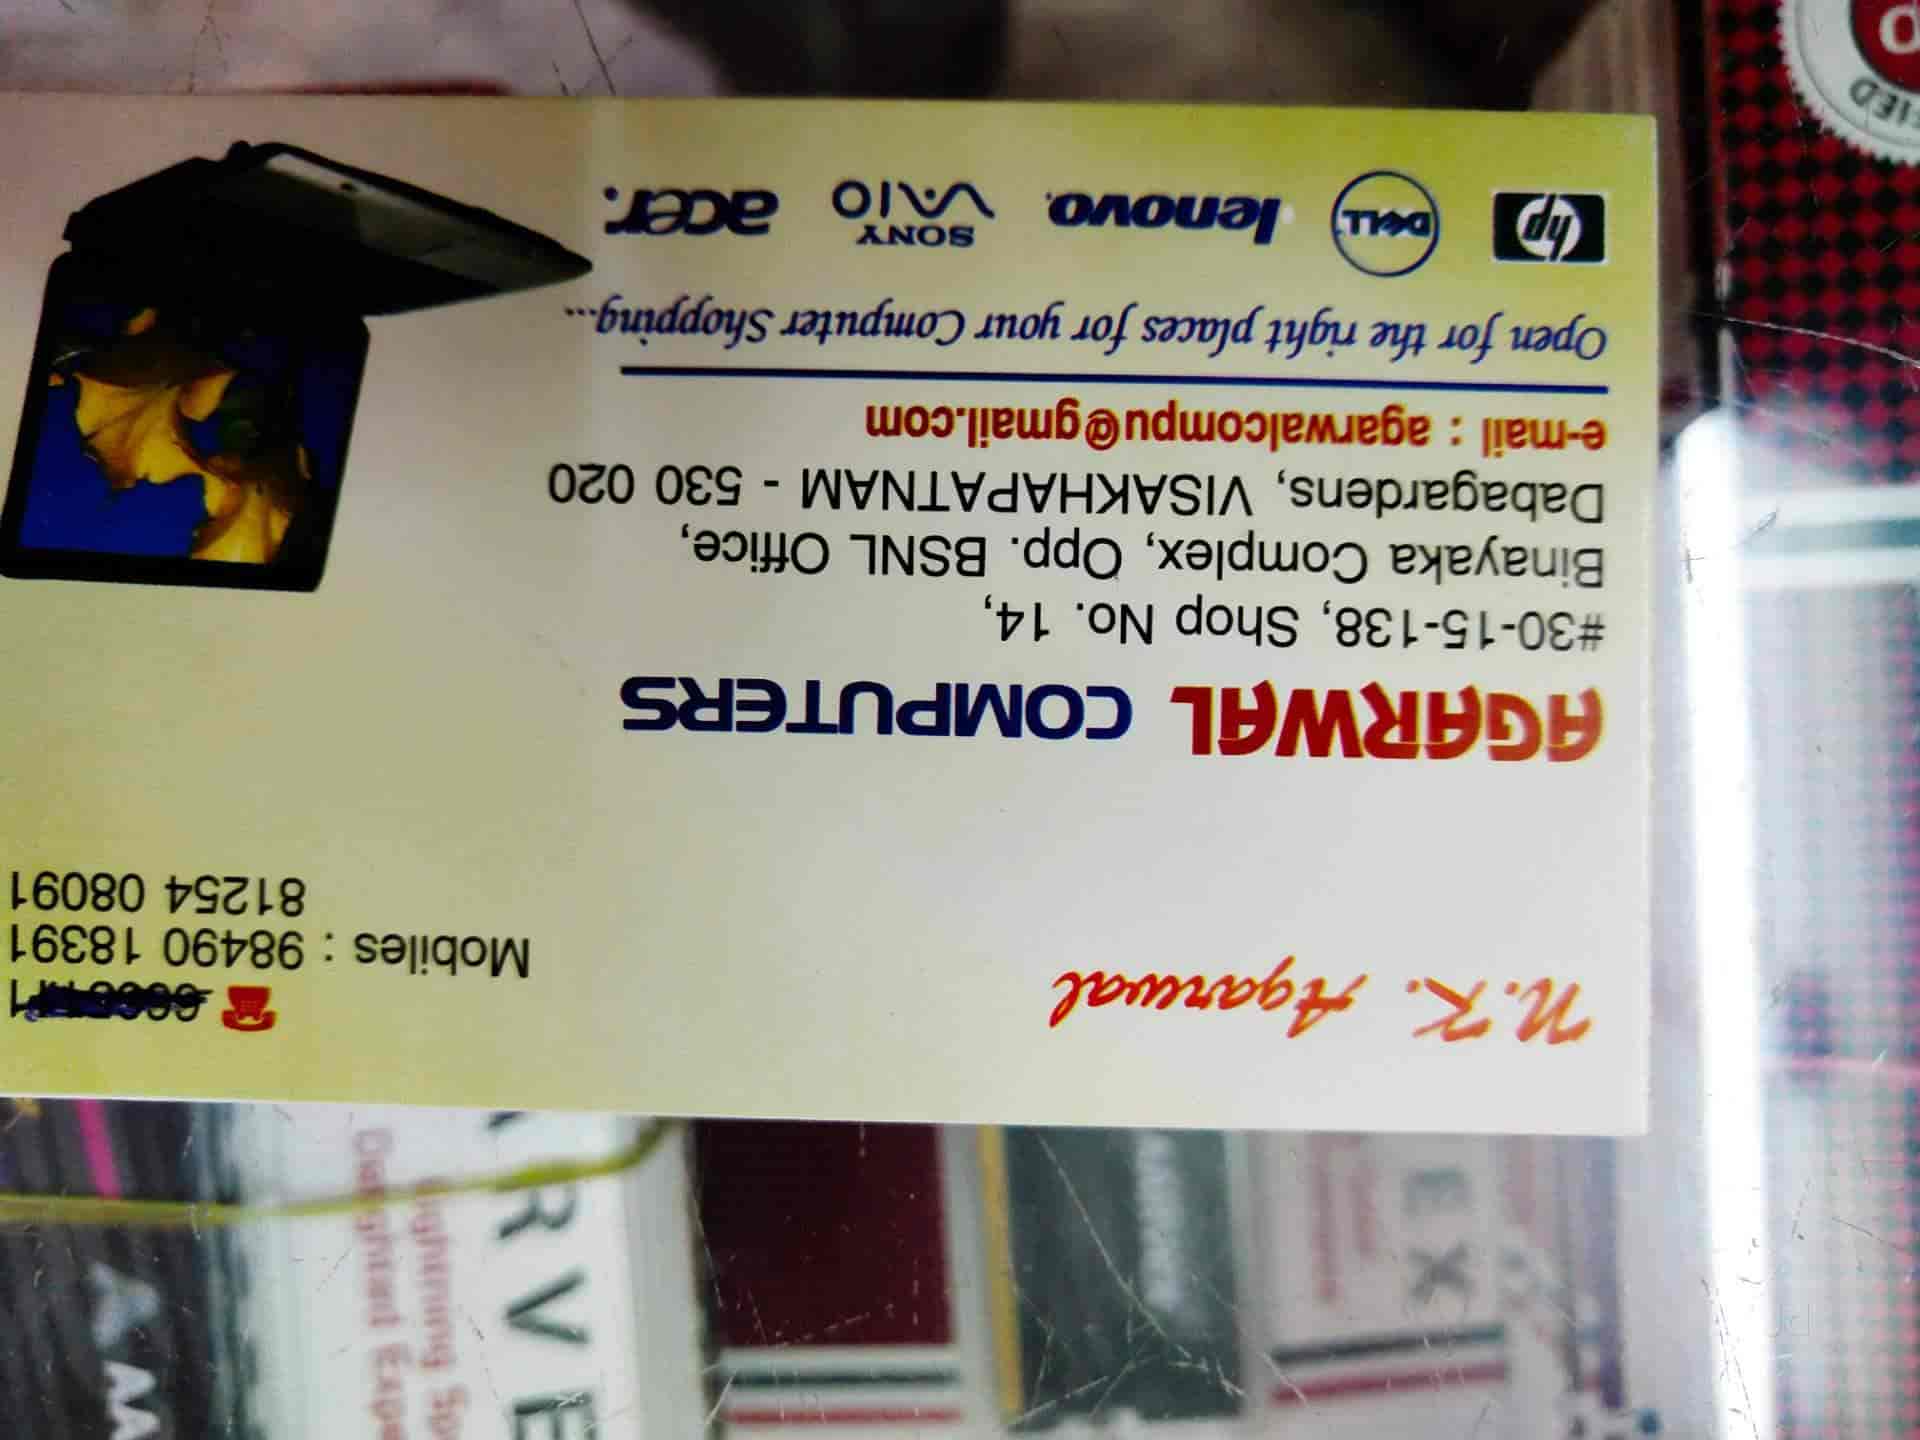 N.K. Agarwal
Mobiles : 98490 18391
81254 08091
AGARWAL COMPUTERS
#30-15-138, Shop No. 14,
Binayaka Complex, Opp. BSNL Office,
Dabagardens, VISAKHAPATNAM - 530 020
e-mail : agarwalcompu@gmail.com
Open for the right places for your Computer Shopping...
hp DELL lenovo. SONY VAIO acer.